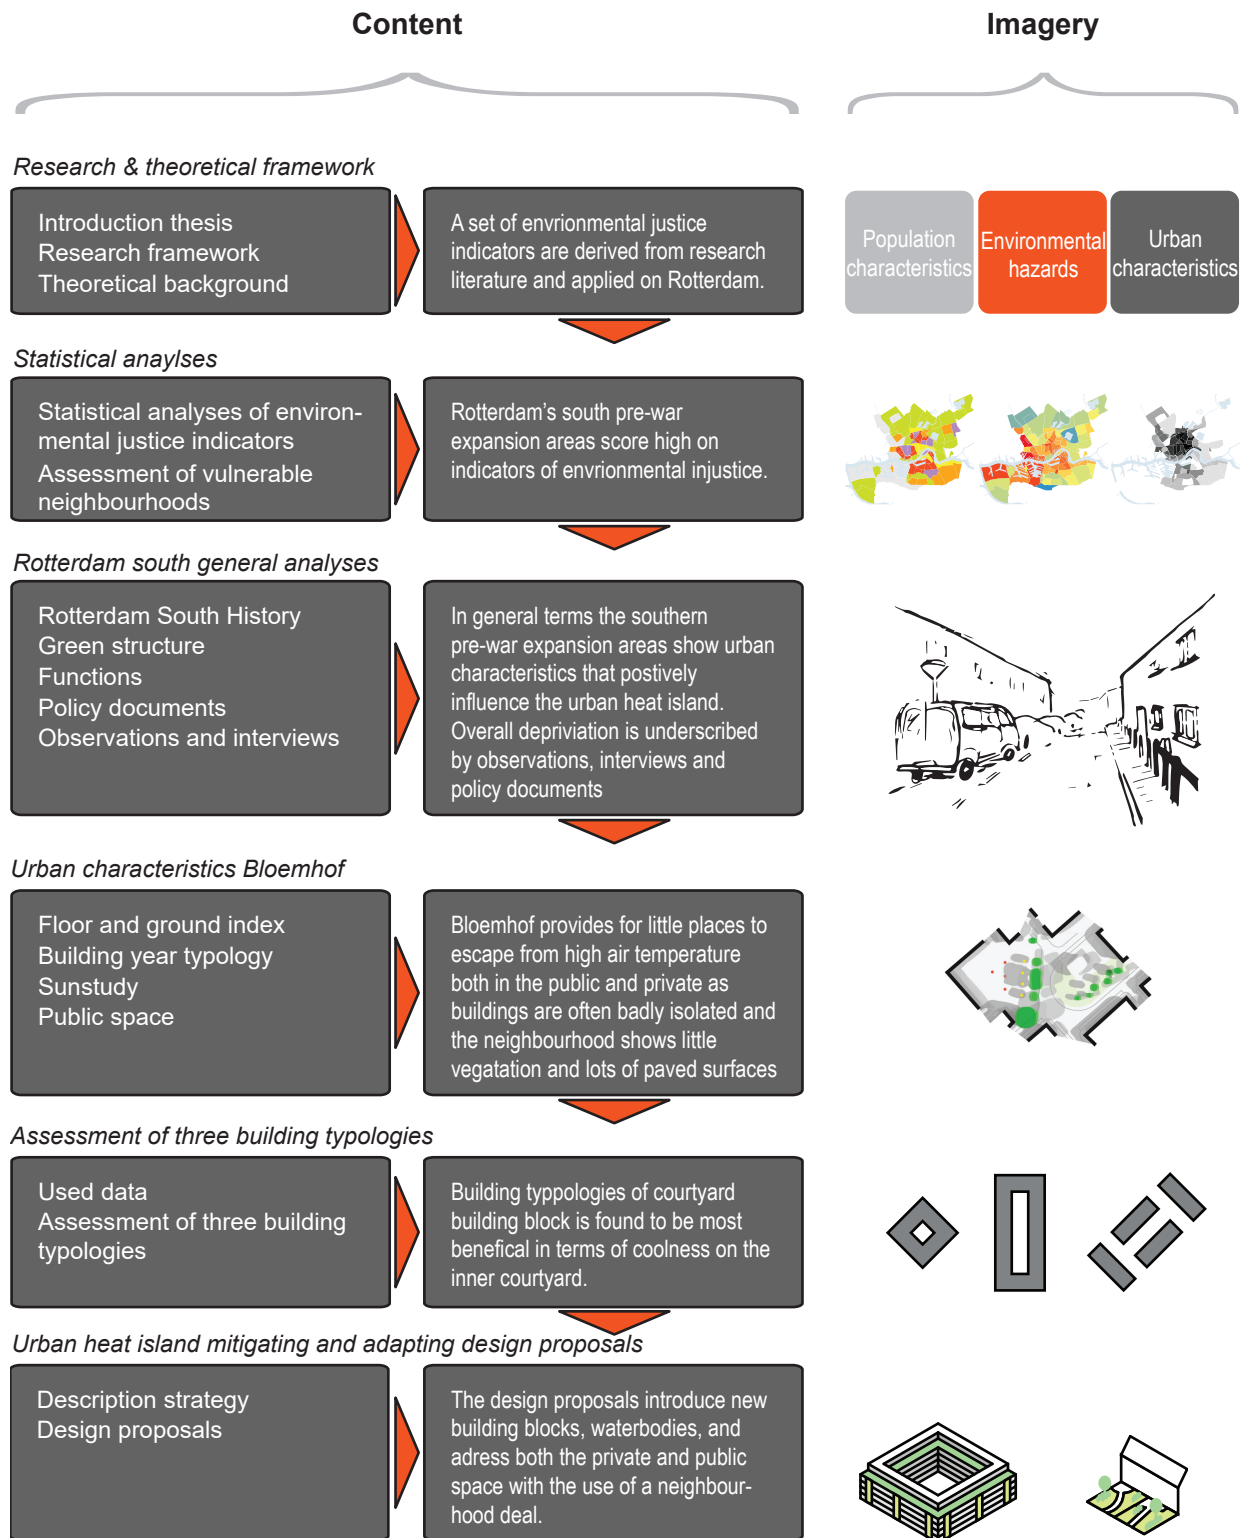 Content
Imagery
Research & theoretical framework
Introduction thesis
Research framework
Theoretical background
A set of envrionmental justice
indicators are derived from research
literature and applied on Rotterdam.
Population
characteristics
Environmental
hazards
Urban
characteristics
Statistical anaylses
Statistical analyses of environ-
mental justice indicators
Assessment of vulnerable
neighbourhoods
Rotterdam's south pre-war
expansion areas score high on
indicators of envrionmental injustice.
Rotterdam south general analyses
Rotterdam South History
Green structure
Functions
Policy documents
Observations and interviews
In general terms the southern
pre-war expansion areas show urban
characteristics that postively
influence the urban heat island.
Overall depriviation is underscribed
by observations, interviews and
policy documents
Urban characteristics Bloemhof
Floor and ground index
Building year typology
Sunstudy
Public space
Bloemhof provides for little places to
escape from high air temperature
both in the public and private as
buildings are often badly isolated and
the neighbourhood shows little
vegatation and lots of paved surfaces
Assessment of three building typologies
Used data
Assessment of three building
typologies
Building typpologies of courtyard
building block is found to be most
benefical in terms of coolness on the
inner courtyard.
Urban heat island mitigating and adapting design proposals
Description strategy
Design proposals
The design proposals introduce new
building blocks, waterbodies, and
adress both the private and public
space with the use of a neighbour-
hood deal.